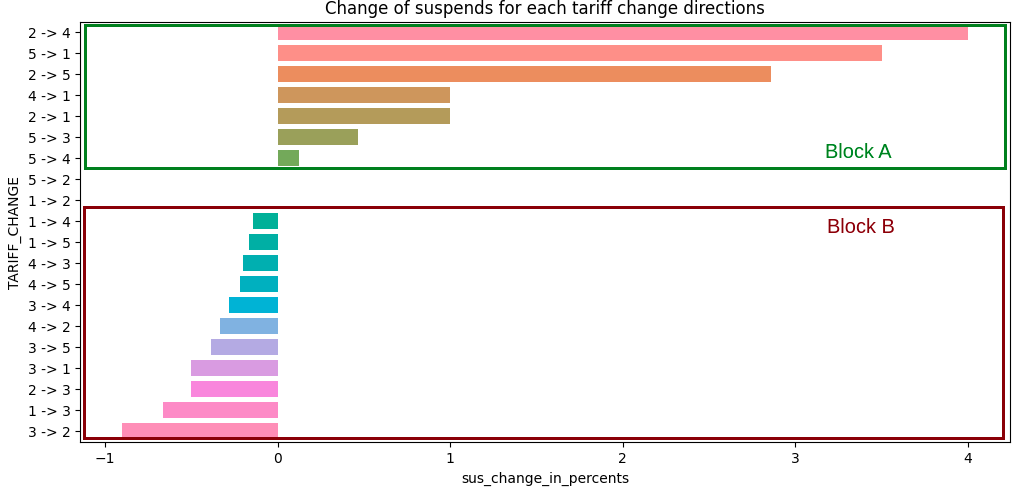 Change of suspends for each tariff change directions
TARIFF_CHANGE
2 -> 4
5 -> 1
2 -> 5
4 -> 1
2 -> 1
5 -> 3
5 -> 4
5 -> 2
1 -> 2
1 -> 4
1 -> 5
4 -> 3
4 -> 5
3 -> 4
4 -> 2
3 -> 5
3 -> 1
2 -> 3
1 -> 3
3 -> 2
Block A
Block B
−1 0 1 2 3 4
sus_change_in_percents